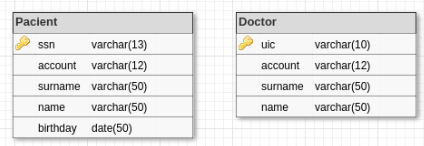 Pacient
ssn varchar(13)
account varchar(12)
surname varchar(50)
name varchar(50)
birthday date(50)
Doctor
uic varchar(10)
account varchar(12)
surname varchar(50)
name varchar(50)